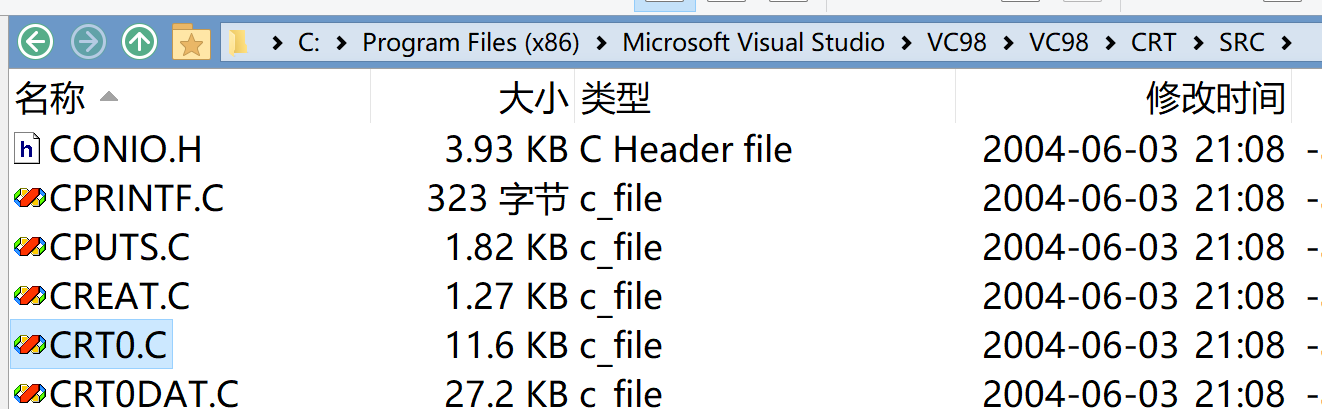 C: Program Files (x86) Microsoft Visual Studio VC98 VC98 CRT SRC
名称 大小 类型 修改时间
h CONIO.H 3.93 KB C Header file 2004-06-03 21:08 -
CPRINTF.C 323 字节 c_file 2004-06-03 21:08 -
CPUTS.C 1.82 KB c_file 2004-06-03 21:08 -
CREAT.C 1.27 KB c_file 2004-06-03 21:08 -
CRT0.C 11.6 KB c_file 2004-06-03 21:08 -
CRT0DAT.C 27.2 KB c_file 2004-06-03 21:08 -